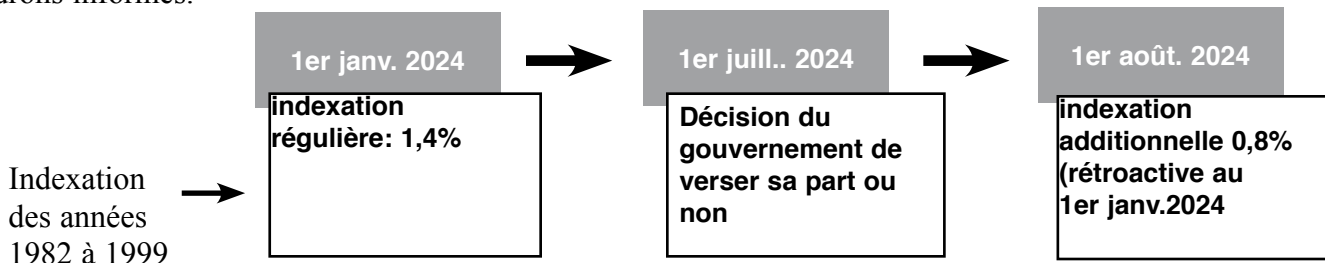 informés.
1er janv. 2024
indexation
régulière: 1,4%
1er juill.. 2024
Décision du
gouvernement de
verser sa part ou
non
1er août. 2024
indexation
additionnelle 0,8%
(rétroactive au
1er janv.2024
Indexation
des années
1982 à 1999